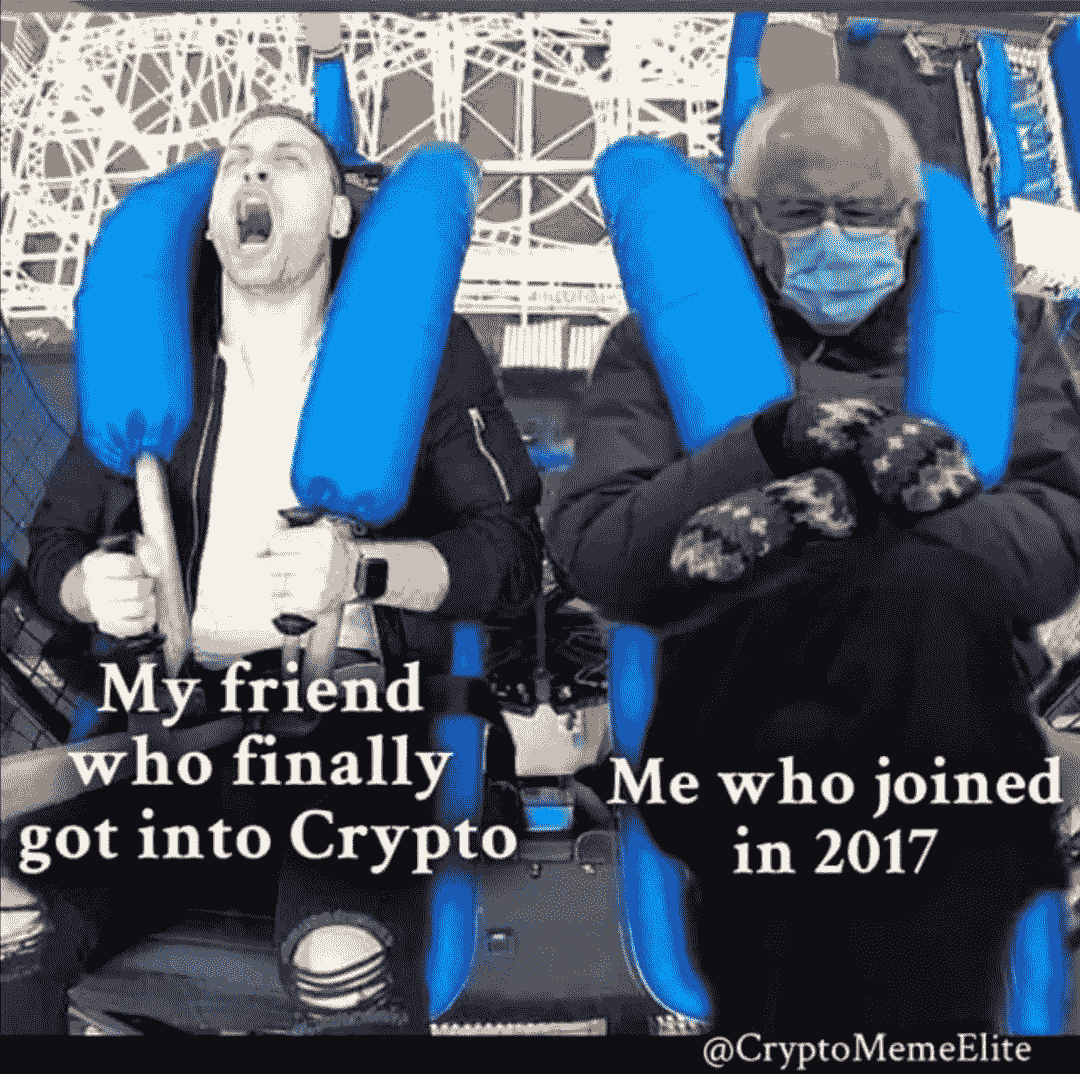 My friend
who finally
got into Crypto
Me who joined
in 2017
@CryptoMemeElite